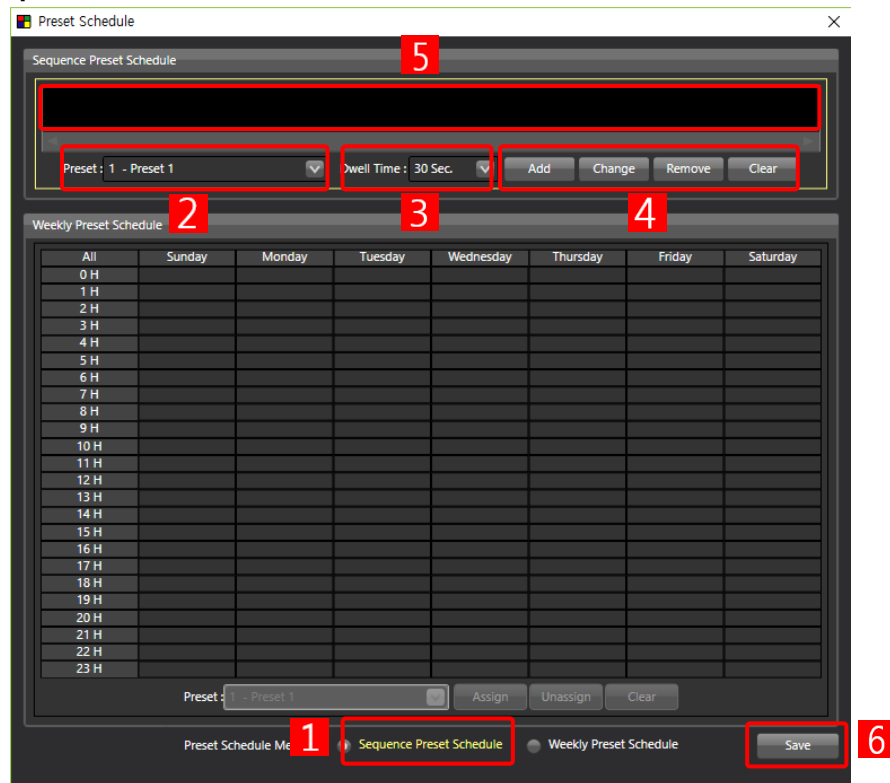 Preset Schedule
5
Sequence Preset Schedule
Preset : 1 - Preset 1 Dwell Time : 30 Sec. Add Change Remove Clear
2 3 4
Weekly Preset Schedule
All Sunday Monday Tuesday Wednesday Thursday Friday Saturday
0 H
1 H
2 H
3 H
4 H
5 H
6 H
7 H
8 H
9 H
10 H
11 H
12 H
13 H
14 H
15 H
16 H
17 H
18 H
19 H
20 H
21 H
22 H
23 H
Preset : 1 - Preset 1 Assign Unassign Clear
Preset Schedule Me 1 Sequence Preset Schedule Weekly Preset Schedule Save 6